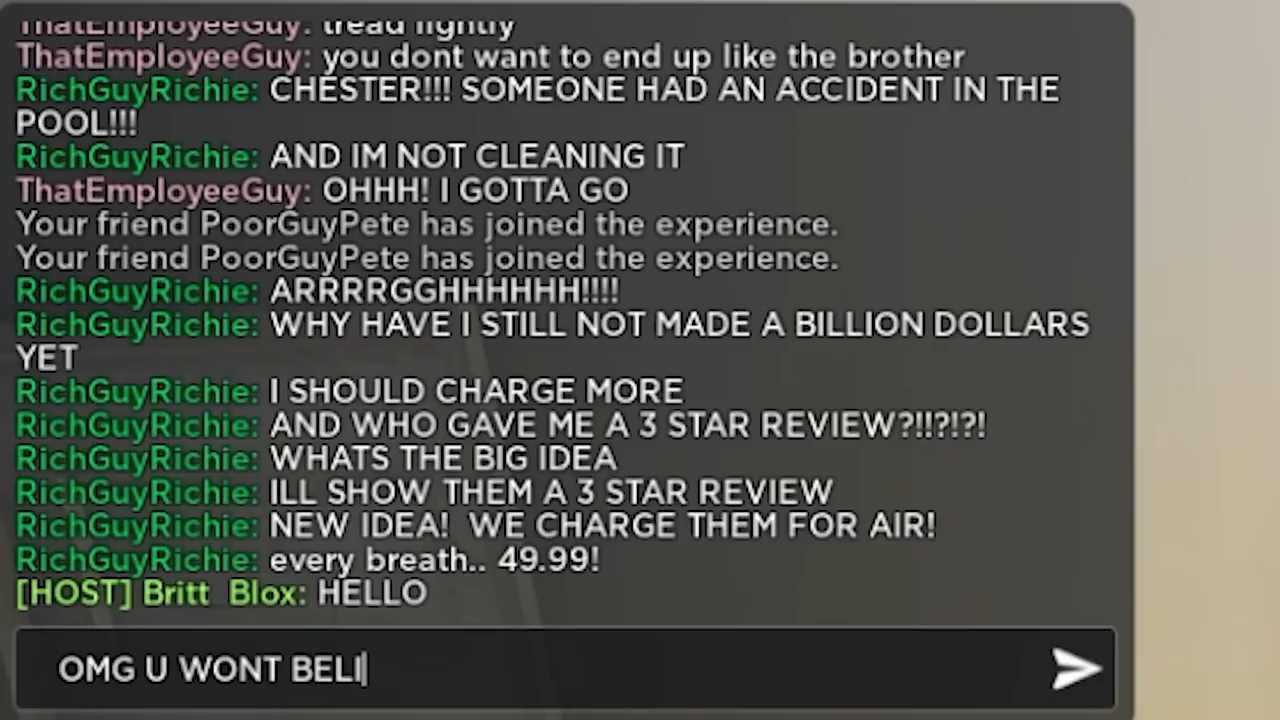 ThatEmployeeGuy: tread lightly
ThatEmployeeGuy: you dont want to end up like the brother
RichGuyRichie: CHESTER!!! SOMEONE HAD AN ACCIDENT IN THE
POOL!!!
RichGuyRichie: AND IM NOT CLEANING IT
ThatEmployeeGuy: OHHH! I GOTTA GO
Your friend PoorGuyPete has joined the experience.
Your friend PoorGuyPete has joined the experience.
RichGuyRichie: ARRRRGGHHHHHH!!!!
RichGuyRichie: WHY HAVE I STILL NOT MADE A BILLION DOLLARS
YET
RichGuyRichie: I SHOULD CHARGE MORE
RichGuyRichie: AND WHO GAVE ME A 3 STAR REVIEW?!!?!?!
RichGuyRichie: WHATS THE BIG IDEA
RichGuyRichie: ILL SHOW THEM A 3 STAR REVIEW
RichGuyRichie: NEW IDEA!  WE CHARGE THEM FOR AIR!
RichGuyRichie: every breath.. 49.99!
[HOST] Britt  Blox: HELLO
OMG U WONT BELI